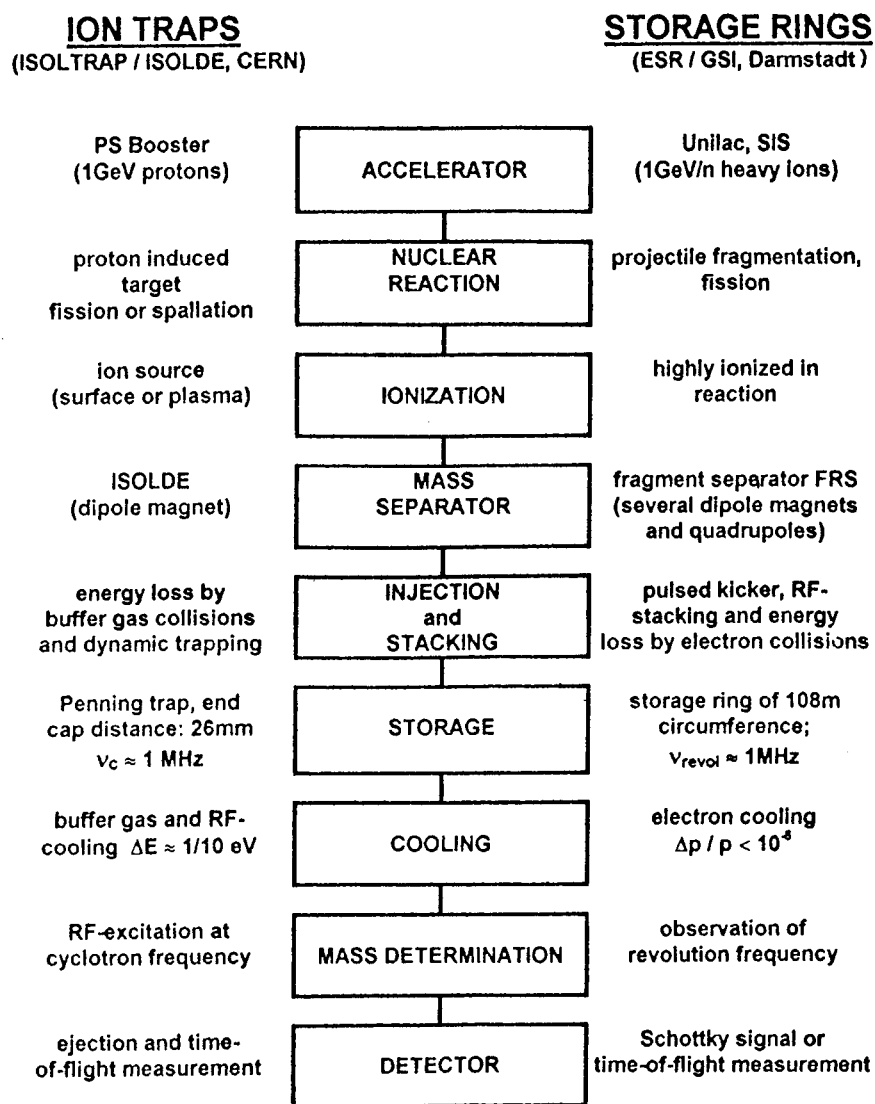 ION TRAPS
(ISOLTRAP / ISOLDE, CERN)
STORAGE RINGS
(ESR / GSI, Darmstadt)
PS Booster
(1GeV protons)
ACCELERATOR
Unilac, SIS
(1GeV/n heavy ions)
proton induced
target
fission or spallation
NUCLEAR
REACTION
projectile fragmentation,
fission
ion source
(surface or plasma)
IONIZATION
highly ionized in
reaction
ISOLDE
(dipole magnet)
MASS
SEPARATOR
fragment separator FRS
(several dipole magnets
and quadrupoles)
energy loss by
buffer gas collisions
and dynamic trapping
INJECTION
and
STACKING
pulsed kicker, RF-
stacking and energy
loss by electron collisions
Penning trap, end
cap distance: 26mm
νc ≈ 1 MHz
STORAGE
storage ring of 108m
circumference;
νrevol ≈ 1MHz
buffer gas and RF-
cooling ΔE ≈ 1/10 eV
COOLING
electron cooling
Δp / p < 10
RF-excitation at
cyclotron frequency
MASS DETERMINATION
observation of
revolution frequency
ejection and time-
of-flight measurement
DETECTOR
Schottky signal or
time-of-flight measurement